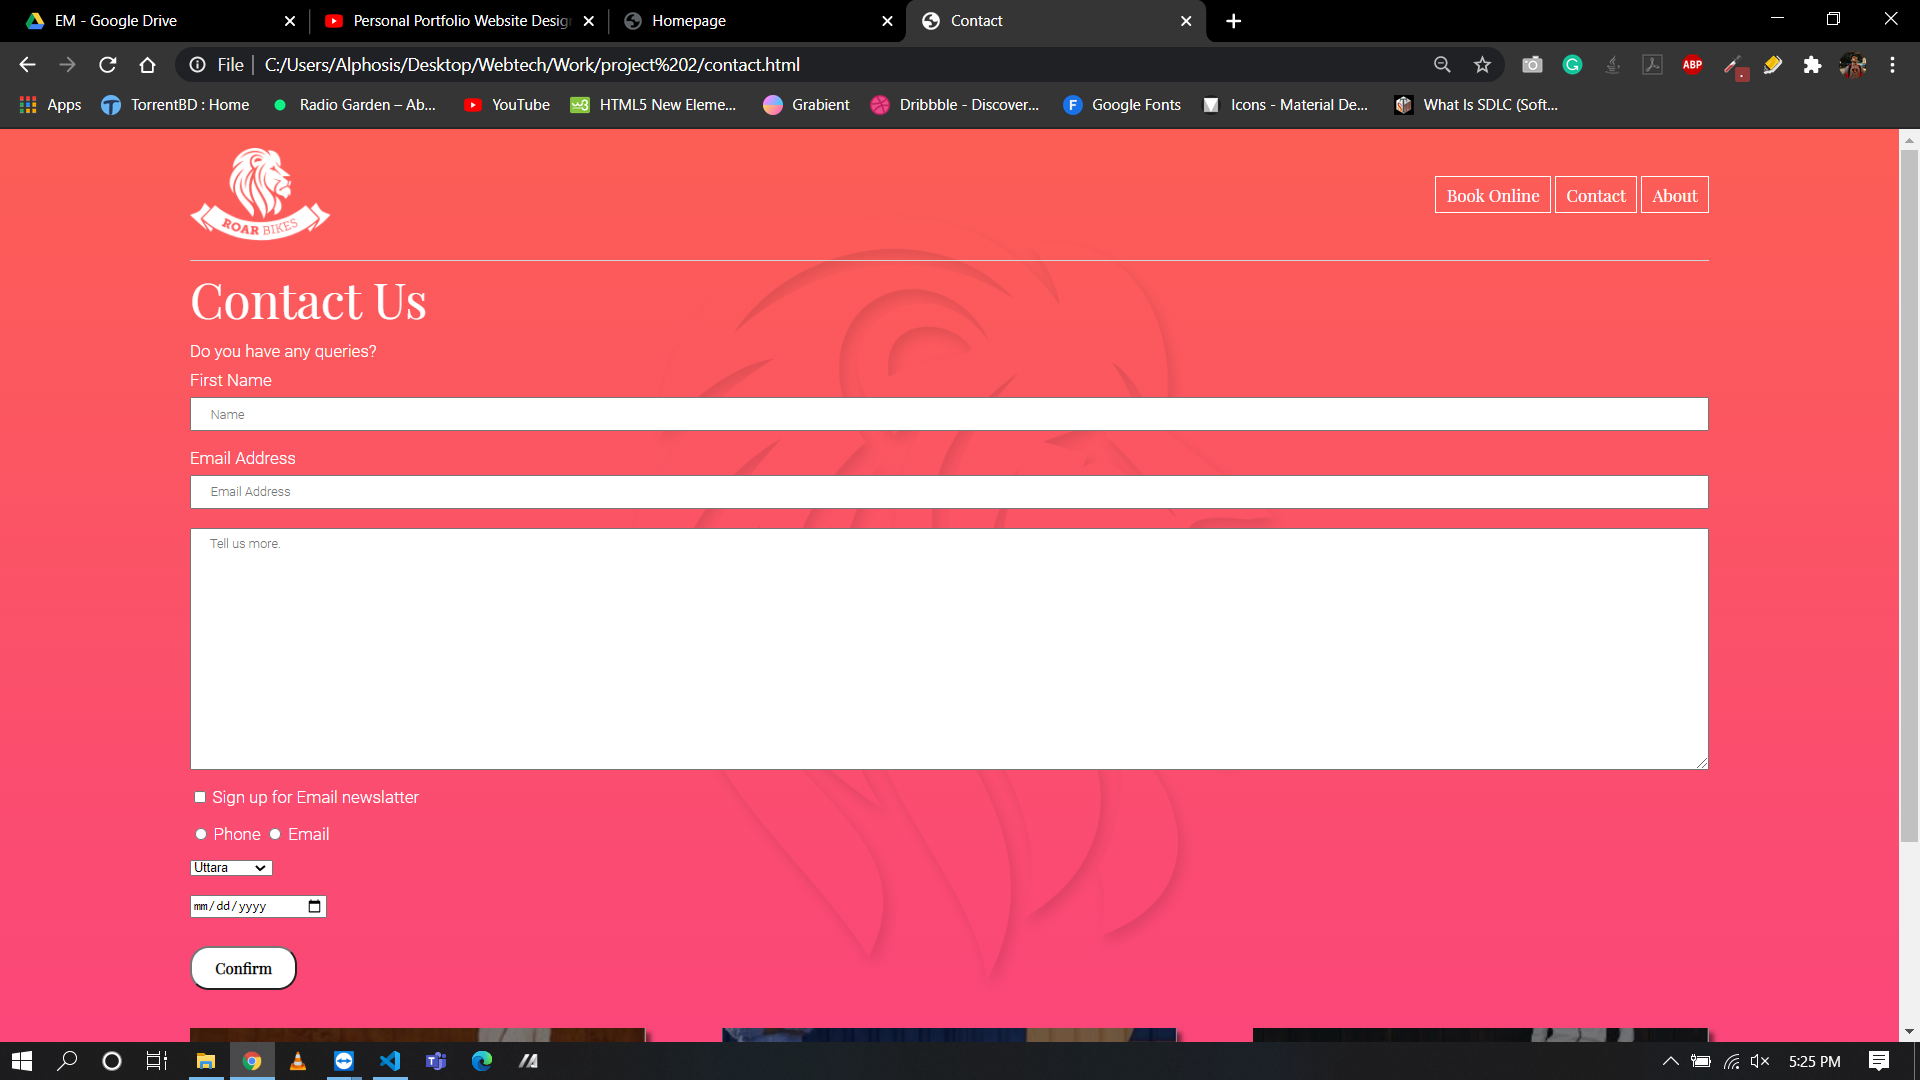 EM - Google Drive
Personal Portfolio Website Design
Homepage
Contact
File
C:/Users/Alphosis/Desktop/Webtech/Work/project%202/contact.html
ABP
Apps
TorrentBD : Home
Radio Garden – Ab...
YouTube
HTML5 New Eleme...
Grabient
Dribbble - Discover...
Google Fonts
Icons - Material De...
What Is SDLC (Soft...
ROAR BIKES
Book Online
Contact
About
Contact Us
Do you have any queries?
First Name
Name
Email Address
Email Address
Tell us more.
Sign up for Email newslatter
Phone
Email
Uttara
mm/dd/yyyy
Confirm
5:25 PM